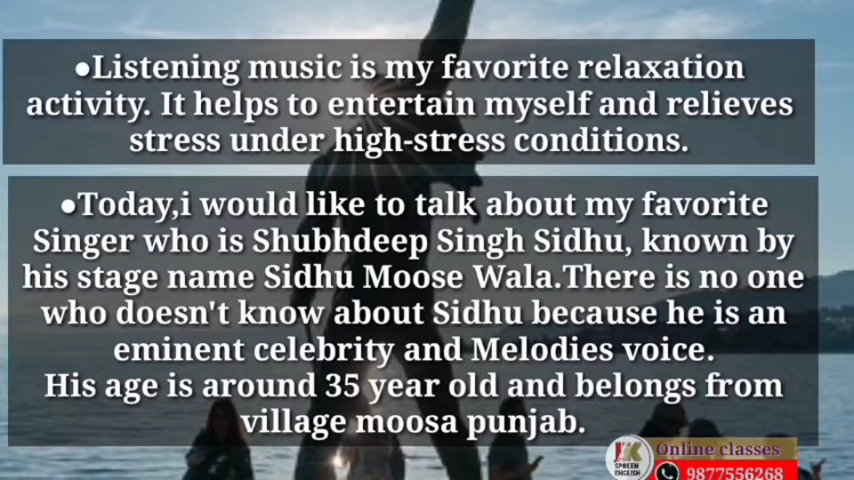 ●Listening music is my favorite relaxation
activity. It helps to entertain myself and relieves
stress under high-stress conditions.
●Today,i would like to talk about my favorite
Singer who is Shubhdeep Singh Sidhu, known by
his stage name Sidhu Moose Wala.There is no one
who doesn't know about Sidhu because he is an
eminent celebrity and Melodies voice.
His age is around 35 year old and belongs from
village moosa punjab.
JK
SPOKEN
ENGLISH
Online classes
9877556268